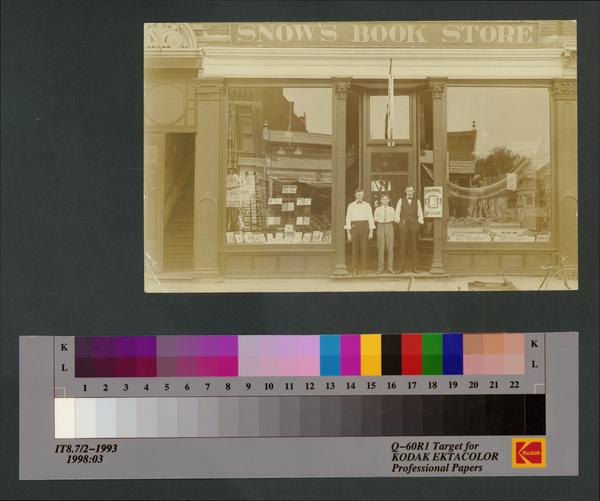 SNOW'S BOOK STORE
K K
L L
1 2 3 4 5 6 7 8 9 10 11 12 13 14 15 16 17 18 19 20 21 22
IT8.7/2-1993
1998:03
Q-60R1 Target for
KODAK EKTACOLOR
Professional Papers
Kodak